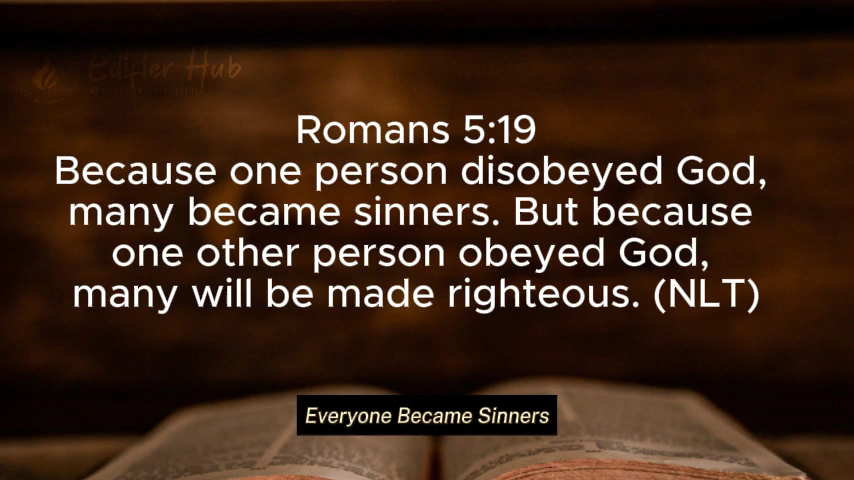 Edifier Hub
Romans 5:19
Because one person disobeyed God,
many became sinners. But because
one other person obeyed God,
many will be made righteous. (NLT)
Everyone Became Sinners